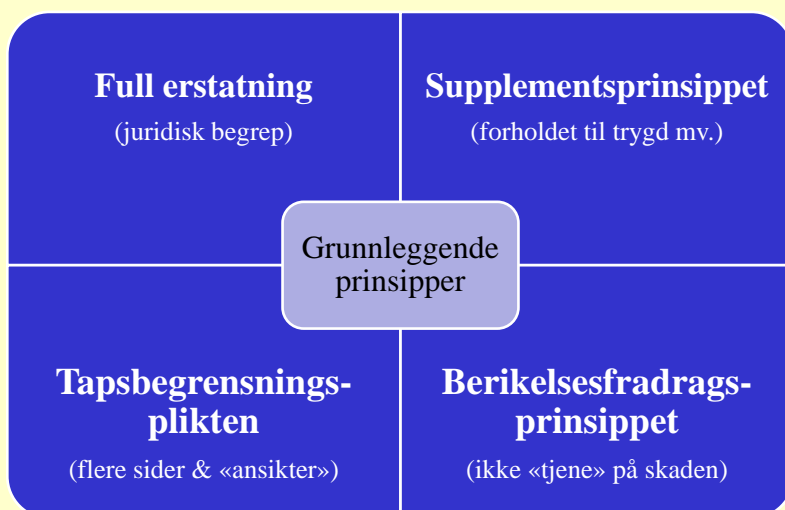 Full erstatning
(juridisk begrep)
Supplementsprinsippet
(forholdet til trygd mv.)
Grunnleggende
prinsipper
Tapsbegrensnings-
plikten
(flere sider & «ansikter»)
Berikelsesfradrags-
prinsippet
(ikke «tjene» på skaden)